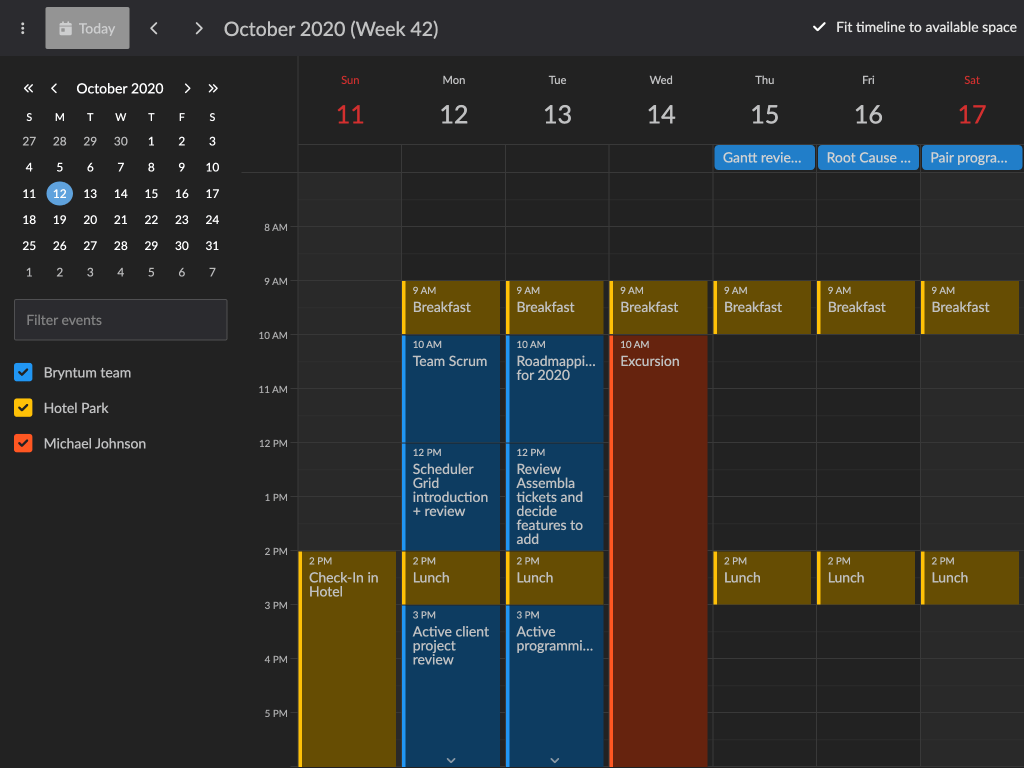 Today
October 2020 (Week 42)
Fit timeline to available space
October 2020
S M T W T F S
27 28 29 30 1 2 3
4 5 6 7 8 9 10
11 12 13 14 15 16 17
18 19 20 21 22 23 24
25 26 27 28 29 30 31
1 2 3 4 5 6 7
Filter events
Bryntum team
Hotel Park
Michael Johnson
Sun Mon Tue Wed Thu Fri Sat
11 12 13 14 15 16 17
Gantt revie... Root Cause ... Pair progra...
8 AM
9 AM
10 AM
11 AM
12 PM
1 PM
2 PM
3 PM
4 PM
5 PM
2 PM
Check-In in
Hotel
9 AM
Breakfast
10 AM
Team Scrum
12 PM
Scheduler
Grid
introduction
+ review
2 PM
Lunch
3 PM
Active client
project
review
9 AM
Breakfast
10 AM
Roadmappi...
for 2020
12 PM
Review
Assembla
tickets and
decide
features to
add
2 PM
Lunch
3 PM
Active
programmi...
9 AM
Breakfast
10 AM
Excursion
9 AM
Breakfast
2 PM
Lunch
9 AM
Breakfast
2 PM
Lunch
9 AM
Breakfast
2 PM
Lunch